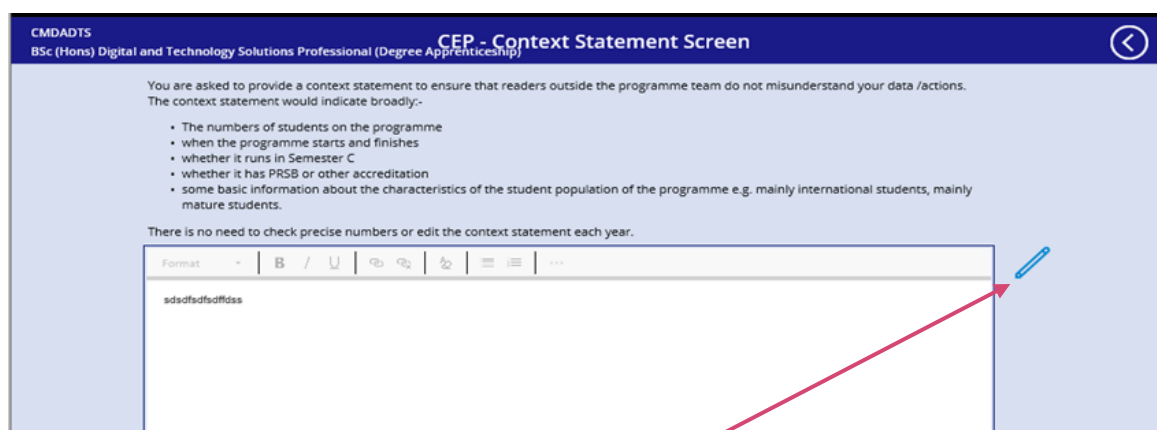 CMDADTS
BSc (Hons) Digital and Technology Solutions Professional (Degree Apprenticeship)
CEP - Context Statement Screen
You are asked to provide a context statement to ensure that readers outside the programme team do not misunderstand your data /actions.
The context statement would indicate broadly:-
• The numbers of students on the programme
• when the programme starts and finishes
• whether it runs in Semester C
• whether it has PRSB or other accreditation
• some basic information about the characteristics of the student population of the programme e.g. mainly international students, mainly
mature students.
There is no need to check precise numbers or edit the context statement each year.
Format B I U ...
sdsdfsdfsdffdss